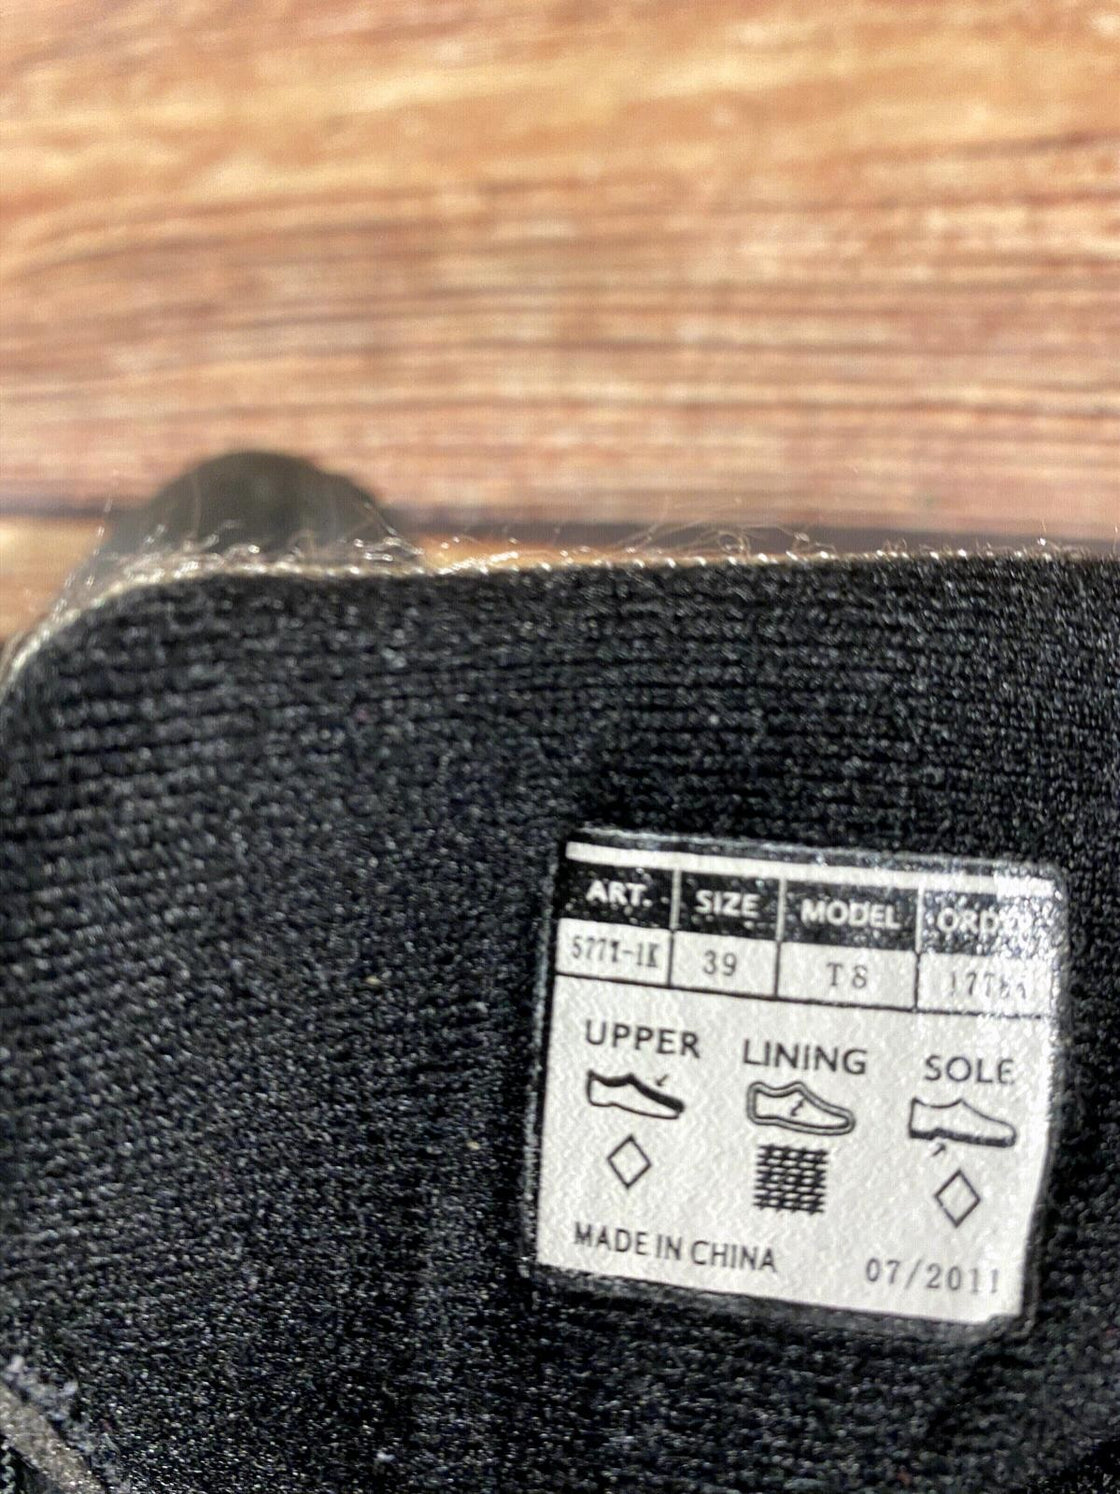 ART. SIZE MODEL
39 T8
UPPER LINING SOLE
MADE IN CHINA 07/2011